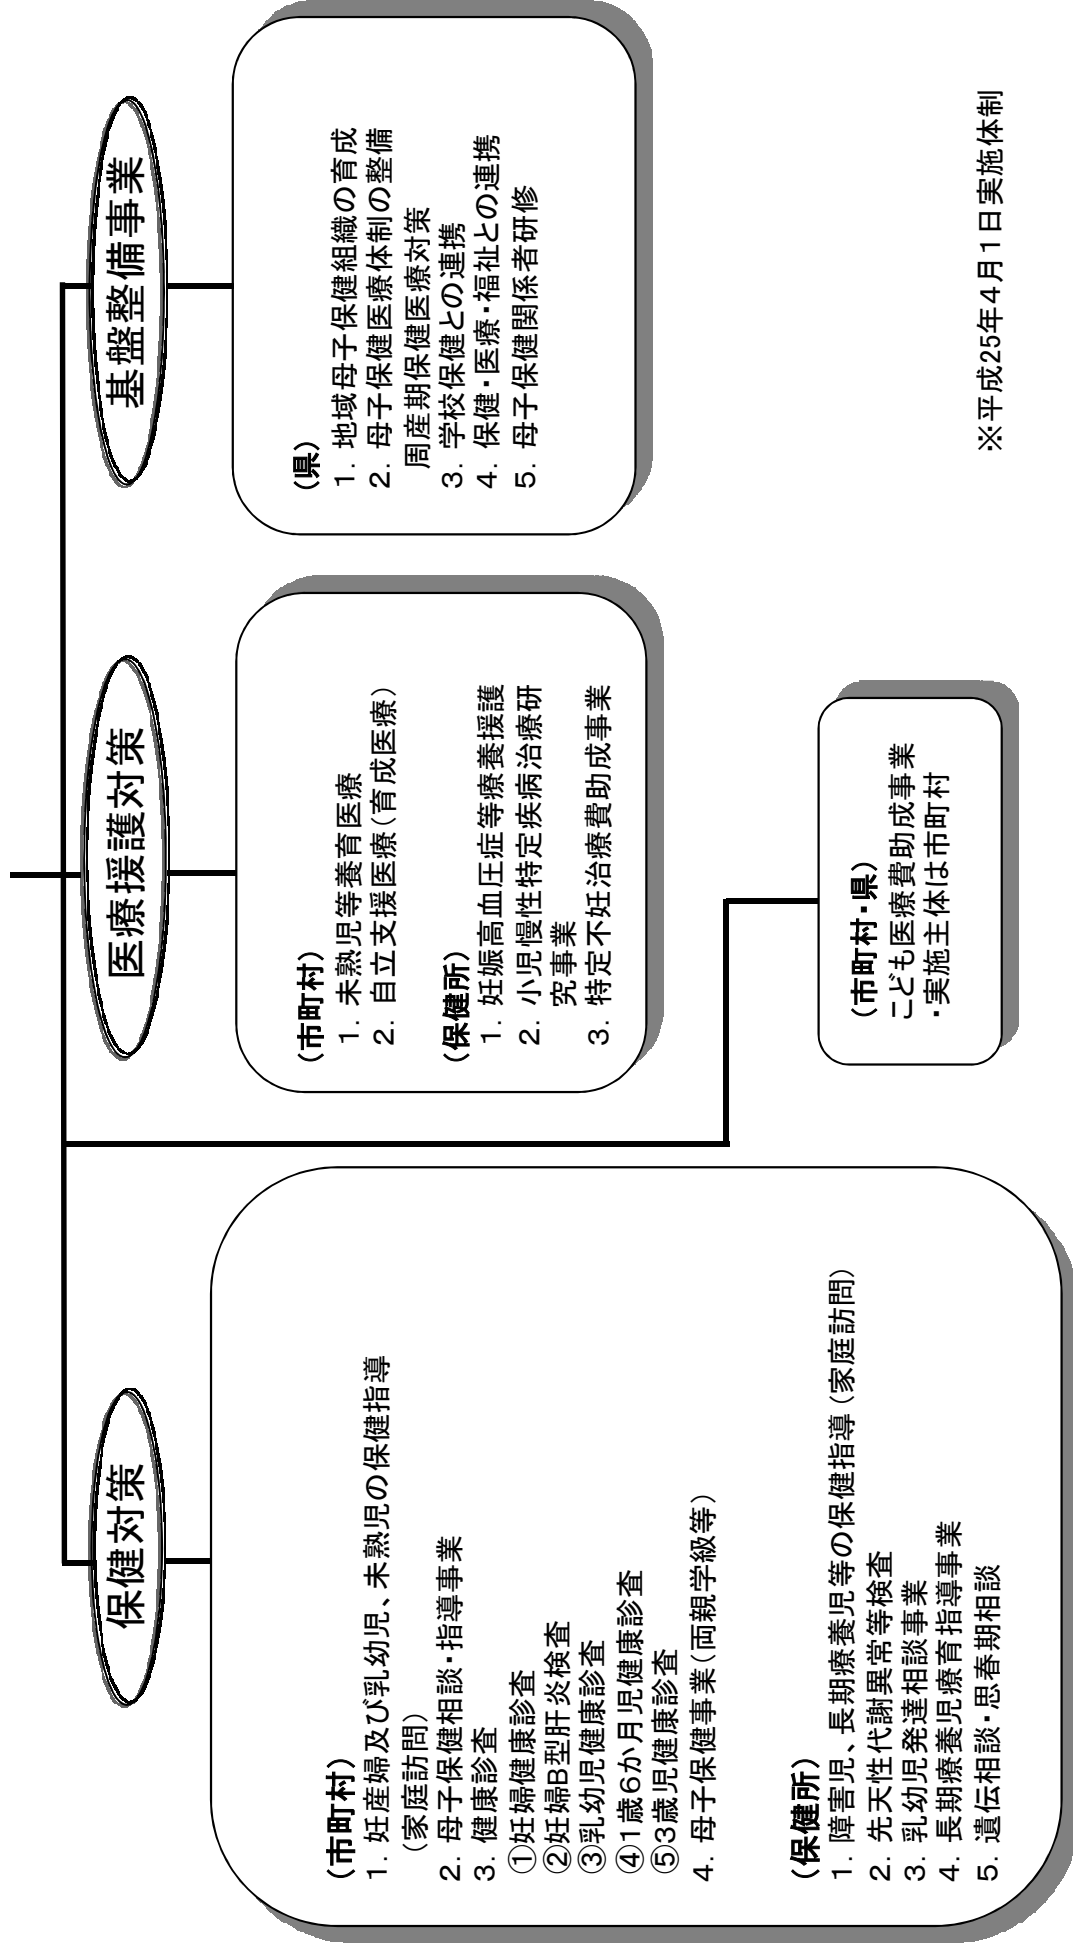 保健対策
(市町村)
1. 妊産婦及び乳幼児、未熟児の保健指導
(家庭訪問)
2. 母子保健相談・指導事業
3. 健康診査
①妊婦健康診査
②妊婦B型肝炎検査
③乳幼児健康診査
④1歳6か月児健康診査
⑤3歳児健康診査
4. 母子保健事業(両親学級等)
(保健所)
1. 障害児、長期療養児等の保健指導(家庭訪問)
2. 先天性代謝異常等検査
3. 乳幼児発達相談事業
4. 長期療養児療育指導事業
5. 遺伝相談・思春期相談
医療援護対策
(市町村)
1. 未熟児等養育医療
2. 自立支援医療(育成医療)
(保健所)
1. 妊娠高血圧症等療養援護
2. 小児慢性特定疾病治療研
究事業
3. 特定不妊治療費助成事業
(市町村・県)
こども医療費助成事業
・実施主体は市町村
基盤整備事業
(県)
1. 地域母子保健組織の育成
2. 母子保健医療体制の整備
周産期保健医療対策
3. 学校保健との連携
4. 保健・医療・福祉との連携
5. 母子保健関係者研修
※平成25年4月1日実施体制